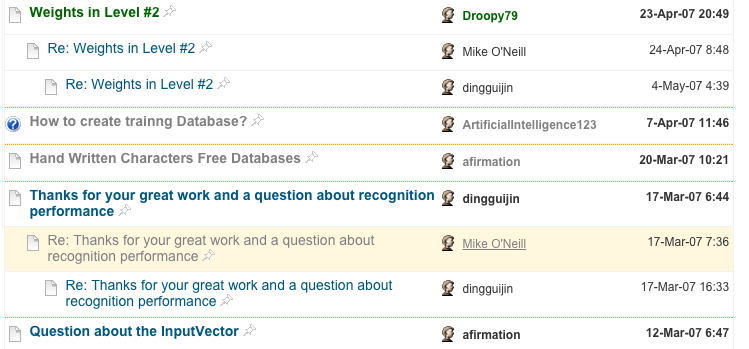 Weights in Level #2 Droopy79 23-Apr-07 20:49
Re: Weights in Level #2 Mike O'Neill 24-Apr-07 8:48
Re: Weights in Level #2 dingguijin 4-May-07 4:39
How to create trainng Database? ArtificialIntelligence123 7-Apr-07 11:46
Hand Written Characters Free Databases afirmation 20-Mar-07 10:21
Thanks for your great work and a question about recognition dingguijin 17-Mar-07 6:44
performance
Re: Thanks for your great work and a question about Mike O'Neill 17-Mar-07 7:36
recognition performance
Re: Thanks for your great work and a question about dingguijin 17-Mar-07 16:33
recognition performance
Question about the InputVector afirmation 12-Mar-07 6:47